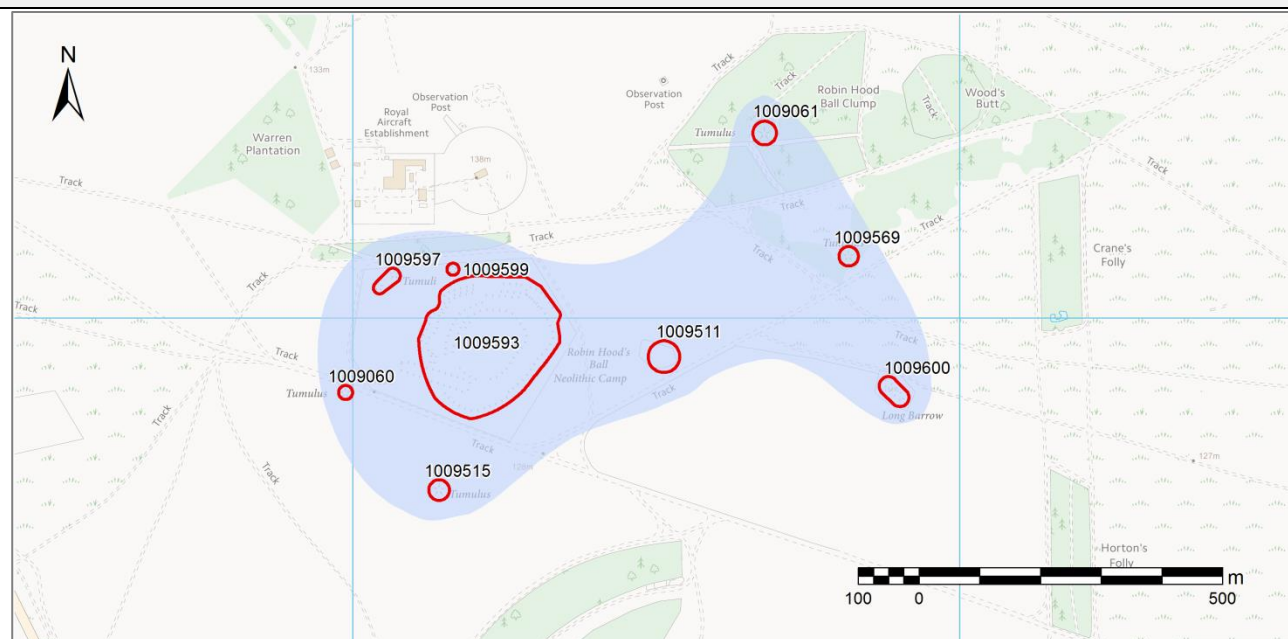 N
133m
Observation
Post
Royal
Aircraft
Establishment
138m
Warren
Plantation
Track
Observation
Post
Track
Track
Robin Hood
Ball Clump
Wood's
Butt
Track
1009061
Tumulus
Track
Track
Track
Track
Track
1009569
Crane's
Folly
1009597
Tumuli
1009599
Track
Track
1009593
Robin Hood's
Ball
Neolithic Camp
1009511
Track
Track
1009060
Tumulus
1009600
Long Barrow
Track
1009515
Tumulus
Track
127m
Horton's
Folly
m
100
0
500